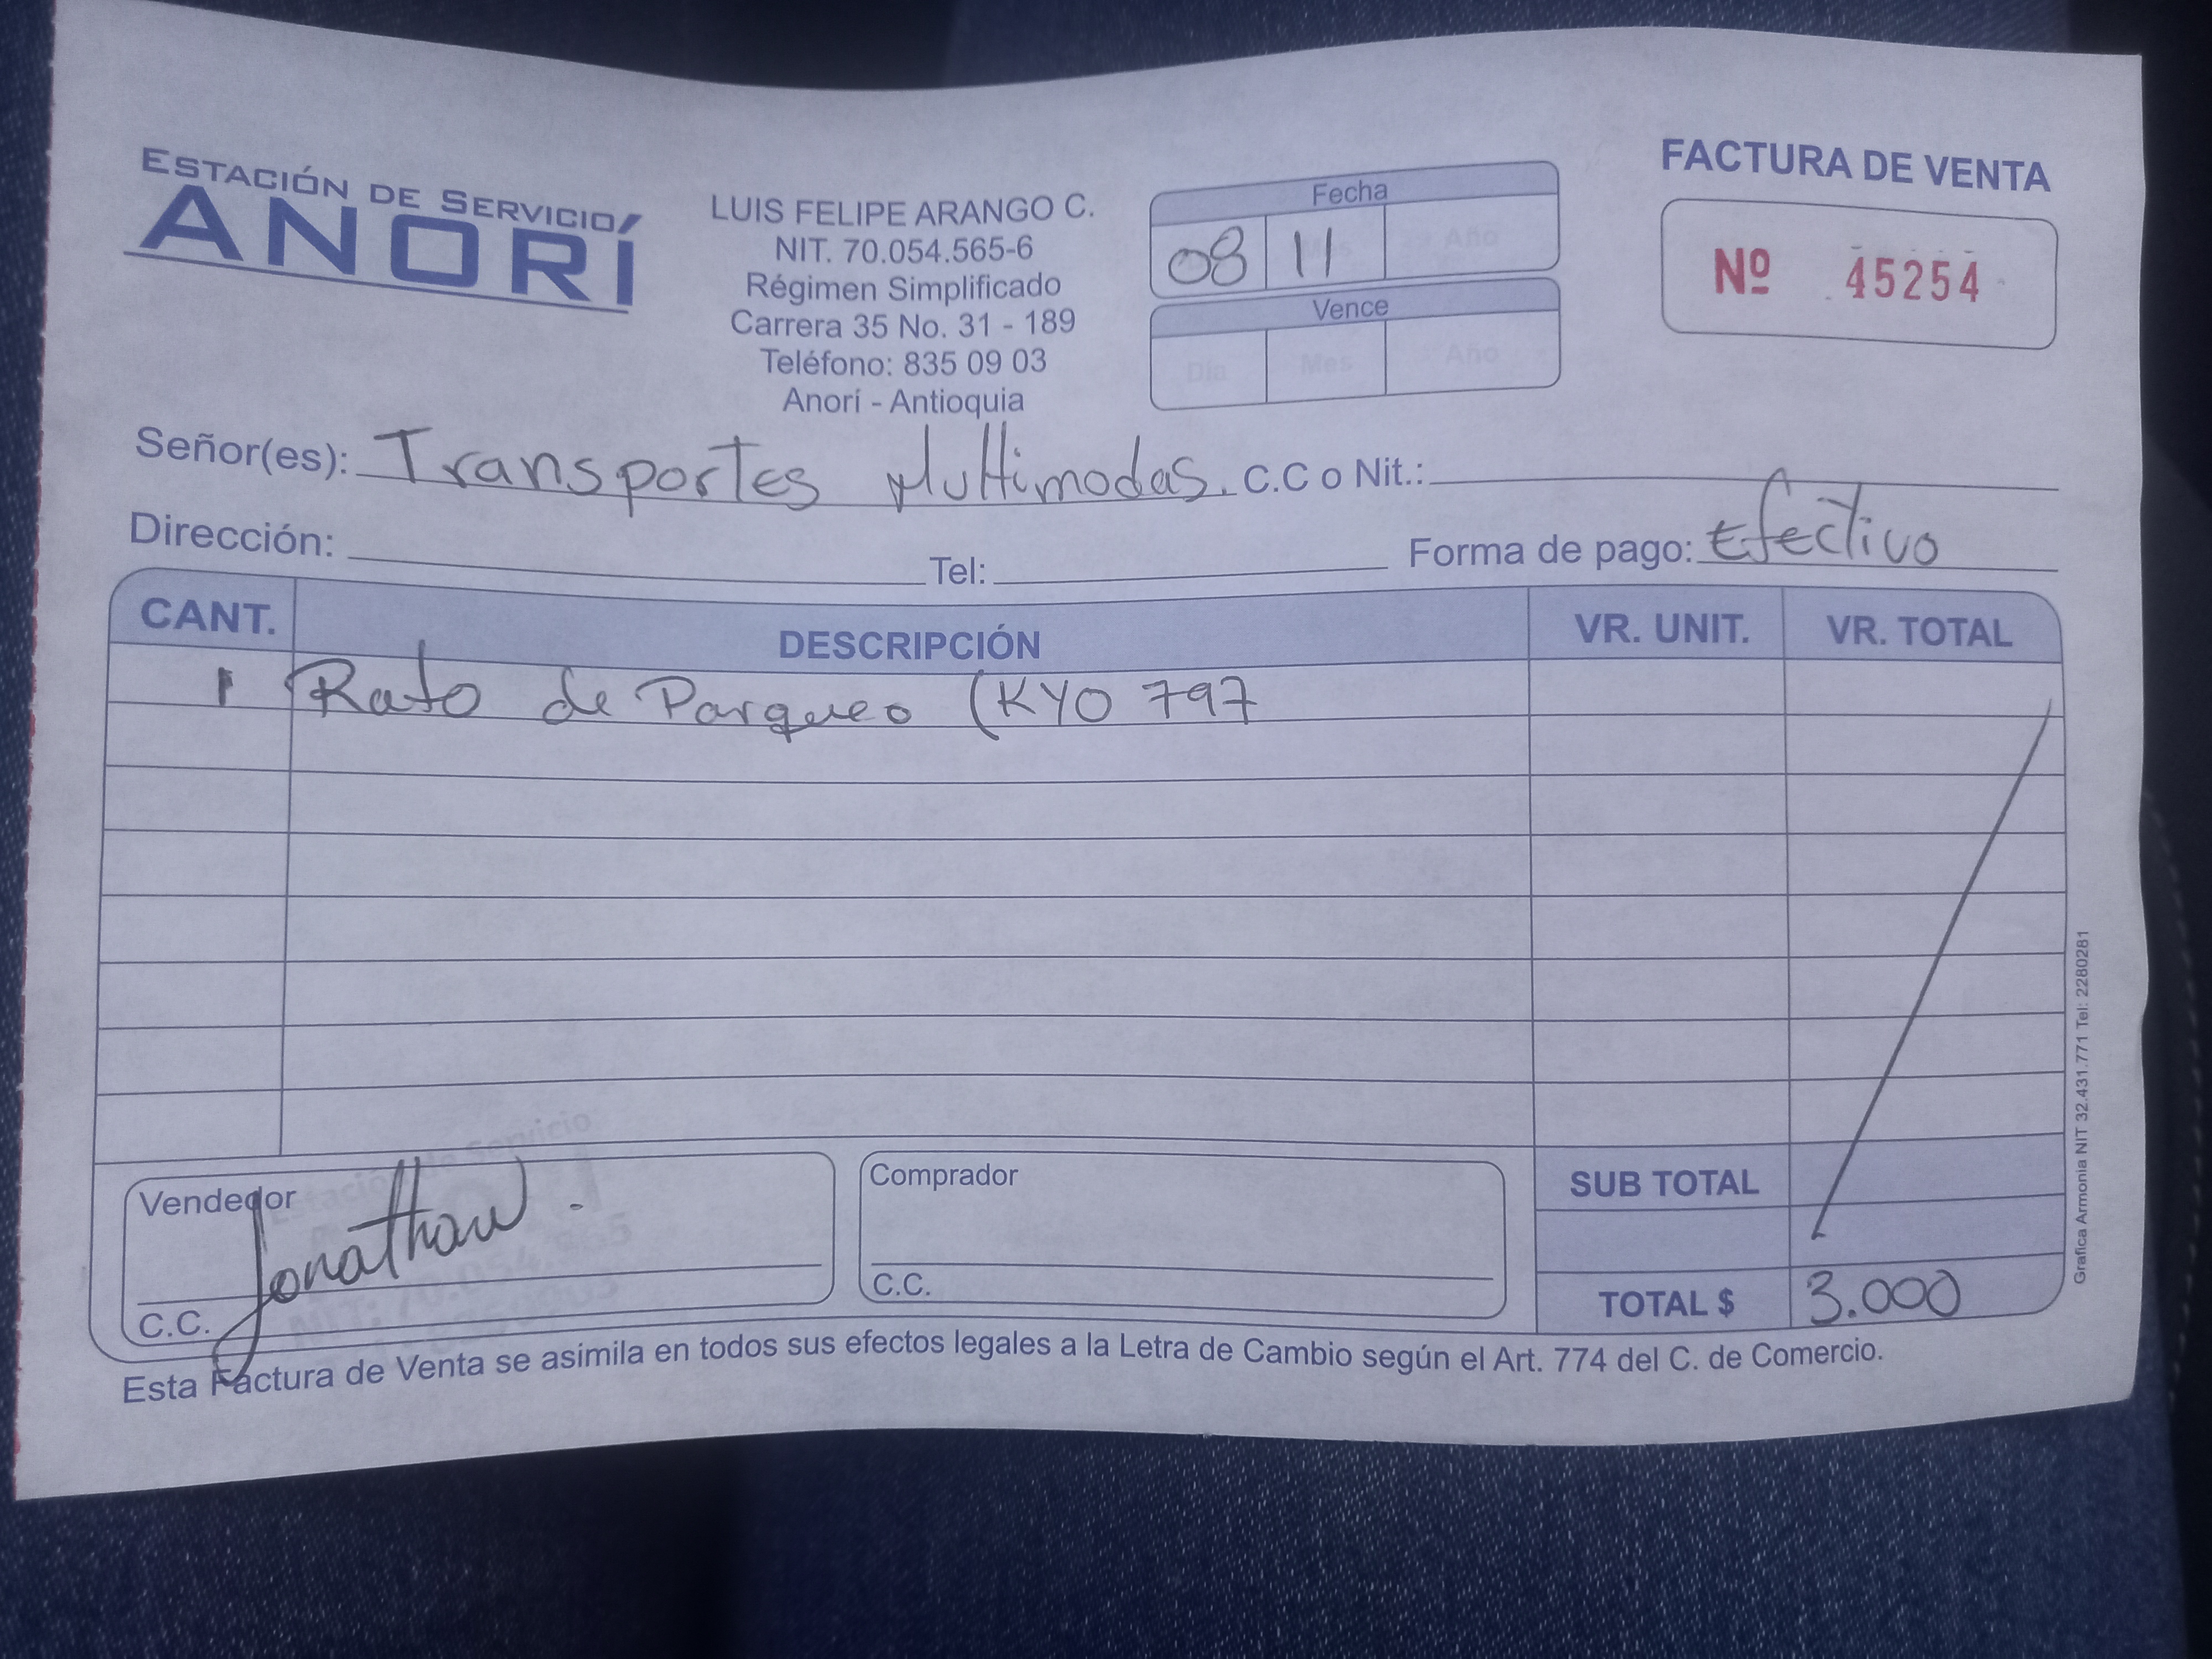 ESTACIÓN DE SERVICIO
ANORÍ
LUIS FELIPE ARANGO C.
NIT. 70.054.565-6
Régimen Simplificado
Carrera 35 No. 31 - 189
Teléfono: 835 09 03
Anorí - Antioquia
Fecha
08 11 Año
Vence
Día Mes Año
FACTURA DE VENTA
Nº 45254
Señor(es): Transportes Multimodas. C.C o Nit.:
Dirección: Tel: Forma de pago: Efectivo
CANT. DESCRIPCIÓN VR. UNIT. VR. TOTAL
1 Rato de Parqueo (KYO 797
Vendedor
Jonathan
C.C.
Comprador
C.C.
SUB TOTAL
TOTAL $ 3.000
Esta Factura de Venta se asimila en todos sus efectos legales a la Letra de Cambio según el Art. 774 del C. de Comercio.
Grafica Armonia NIT 32.431.771 Tel: 2280281